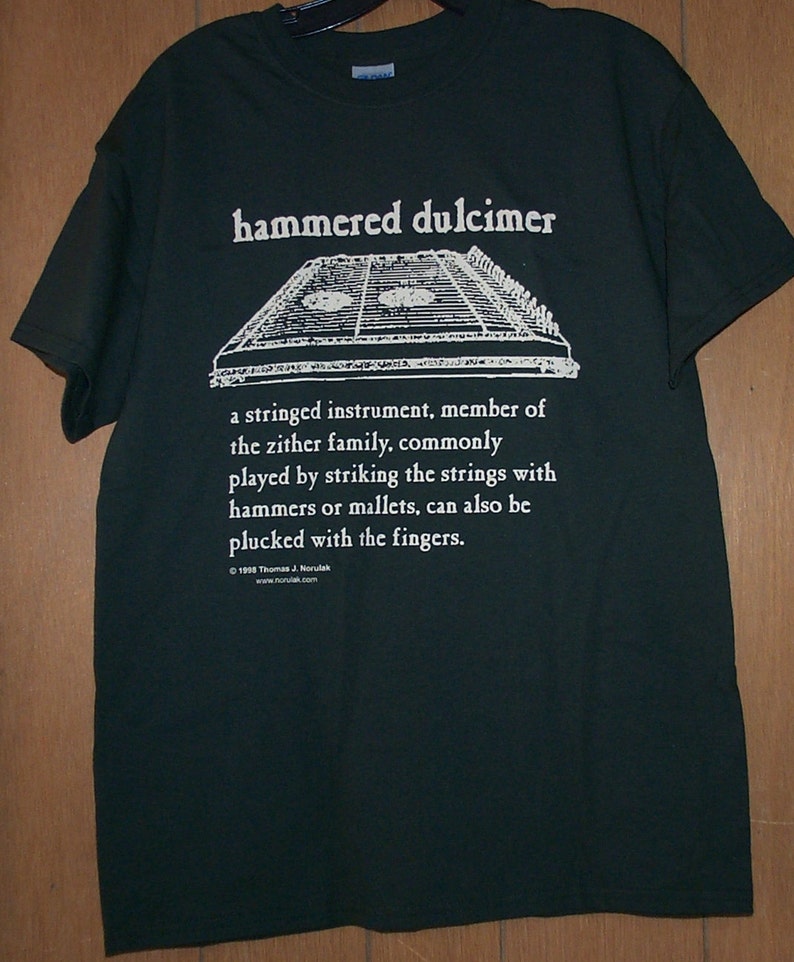 hammered dulcimer
a stringed instrument, member of
the zither family, commonly
played by striking the strings with
hammers or mallets, can also be
plucked with the fingers.
© 1998 Thomas J. Norulak
www.norulak.com